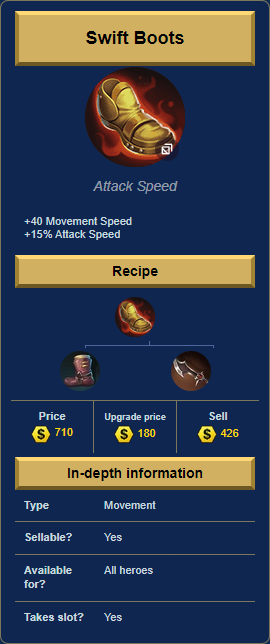 Swift Boots
Attack Speed
+40 Movement Speed
+15% Attack Speed
Recipe
Price Upgrade price Sell
710 180 426
In-depth information
Type Movement
Sellable? Yes
Available All heroes
for?
Takes slot? Yes